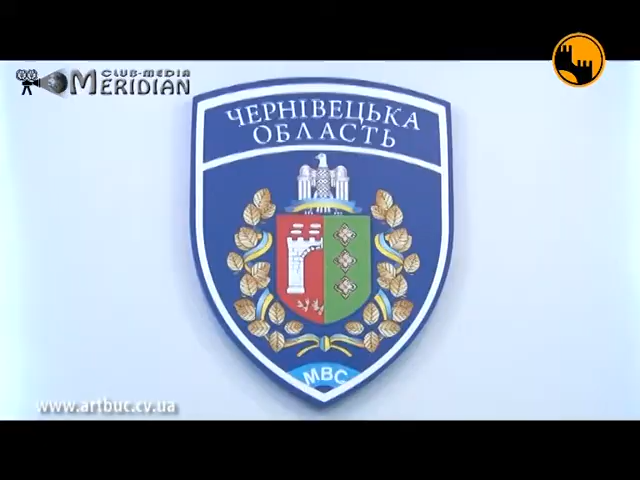 CLUB-MEDIA
MERIDIAN
ЧЕРНІВЕЦЬКА
ОБЛАСТЬ
МВС
www.artbuc.cv.ua